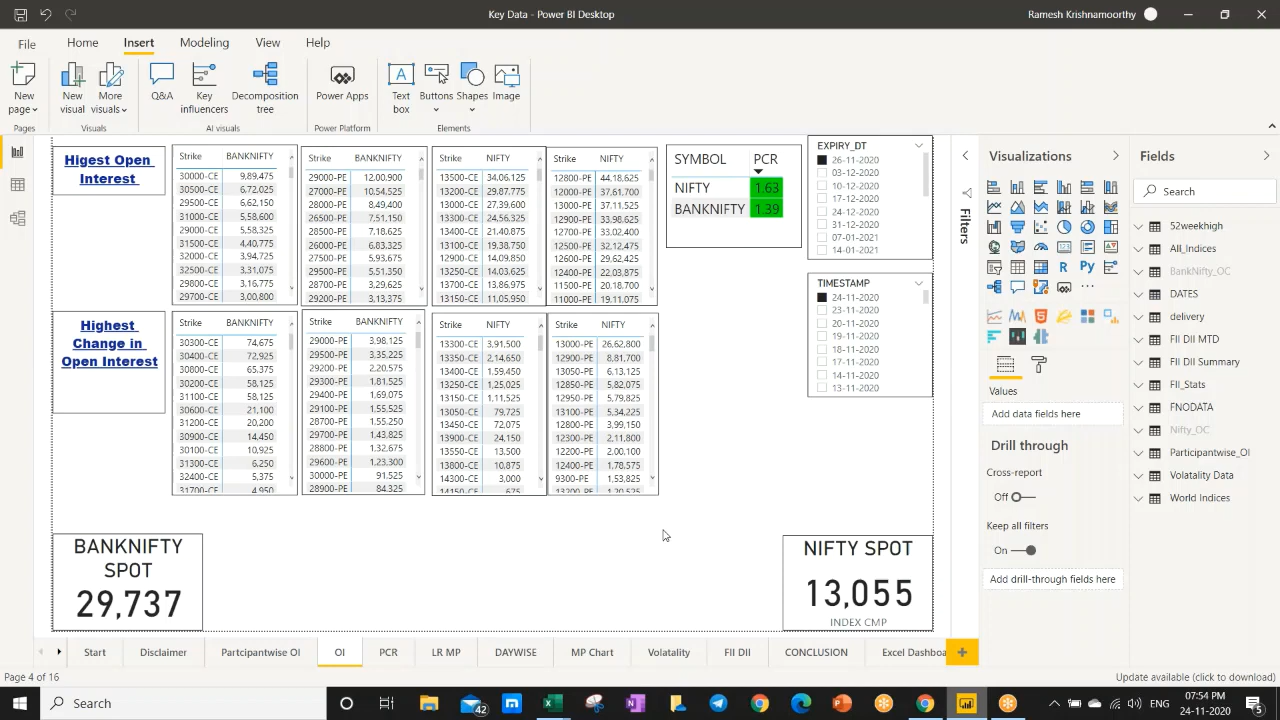 Key Data - Power BI Desktop
Ramesh Krishnamoorthy
File
Home
Insert
Modeling
View
Help
New page
New visual
More visuals
Q&A
Key influencers
Decomposition tree
Power Apps
Text box
Buttons
Shapes
Image
Pages
Visuals
AI visuals
Power Platform
Elements
Higest Open
Interest
Strike BANKNIFTY
30000-CE 9,89,475
30500-CE 6,72,025
29500-CE 6,62,150
31000-CE 5,58,600
29000-CE 5,58,325
31500-CE 4,40,775
32000-CE 3,94,725
32500-CE 3,31,075
29800-CE 3,16,775
29700-CE 3,00,800
Strike BANKNIFTY
29000-PE 12,00,900
27000-PE 10,54,525
28000-PE 8,49,400
26500-PE 7,51,150
28500-PE 7,18,625
26000-PE 6,83,325
27500-PE 5,93,675
29500-PE 5,51,350
28700-PE 3,29,625
29200-PE 3,13,375
Strike NIFTY
13500-CE 34,06,125
13200-CE 29,87,775
13000-CE 27,39,600
13300-CE 24,56,325
13400-CE 21,40,875
13100-CE 19,38,750
12900-CE 14,09,850
13250-CE 14,03,625
13700-CE 13,86,975
13150-CE 11,05,950
Strike NIFTY
12800-PE 44,18,625
12000-PE 37,61,700
13000-PE 37,11,525
12900-PE 33,98,625
12700-PE 33,02,400
12500-PE 32,12,475
12600-PE 29,62,425
12400-PE 22,03,875
11500-PE 20,18,700
11000-PE 19,11,075
SYMBOL PCR
NIFTY 1.63
BANKNIFTY 1.39
EXPIRY_DT
26-11-2020
03-12-2020
10-12-2020
17-12-2020
24-12-2020
31-12-2020
07-01-2021
14-01-2021
TIMESTAMP
24-11-2020
23-11-2020
20-11-2020
19-11-2020
18-11-2020
17-11-2020
14-11-2020
13-11-2020
Highest
Change in
Open Interest
Strike BANKNIFTY
30300-CE 74,675
30400-CE 72,925
30800-CE 65,375
30200-CE 58,125
31100-CE 58,125
30600-CE 21,100
31200-CE 20,200
30900-CE 14,450
30100-CE 10,925
31300-CE 6,250
32400-CE 5,375
31700-CE 4,950
Strike BANKNIFTY
29000-PE 3,98,125
29500-PE 3,35,225
29200-PE 2,20,575
29300-PE 1,81,525
29400-PE 1,69,075
29100-PE 1,55,525
28700-PE 1,55,250
29700-PE 1,43,825
28800-PE 1,32,675
29600-PE 1,23,300
30000-PE 91,525
28900-PE 84,325
Strike NIFTY
13300-CE 3,91,500
13350-CE 2,14,650
13400-CE 1,59,450
13250-CE 1,25,025
13150-CE 1,11,525
13050-CE 79,725
13450-CE 72,075
13900-CE 24,150
13550-CE 13,500
13800-CE 10,875
14300-CE 3,000
14150-CE 675
Strike NIFTY
13000-PE 26,62,800
12900-PE 8,81,700
13050-PE 6,13,125
12850-PE 5,82,075
12950-PE 5,79,825
13100-PE 5,34,225
12800-PE 3,99,150
12300-PE 2,11,800
12200-PE 2,00,100
12400-PE 1,78,575
9300-PE 1,53,825
13200-PE 1,20,525
BANKNIFTY
SPOT
29,737
NIFTY SPOT
13,055
INDEX CMP
Filters
Visualizations
Values
Add data fields here
Drill through
Cross-report
Off
Keep all filters
On
Add drill-through fields here
Fields
Search
52weekhigh
All_Indices
BankNifty_OC
DATES
delivery
FII DII MTD
FII DII Summary
FII_Stats
FNODATA
Nifty_OC
Participantwise_OI
Volatality Data
World Indices
Start
Disclaimer
Partcipantwise OI
OI
PCR
LR MP
DAYWISE
MP Chart
Volatality
FII DII
CONCLUSION
Excel Dashboa
Page 4 of 16
Update available (click to download)
Search
42
ENG
07:54 PM
24-11-2020
5